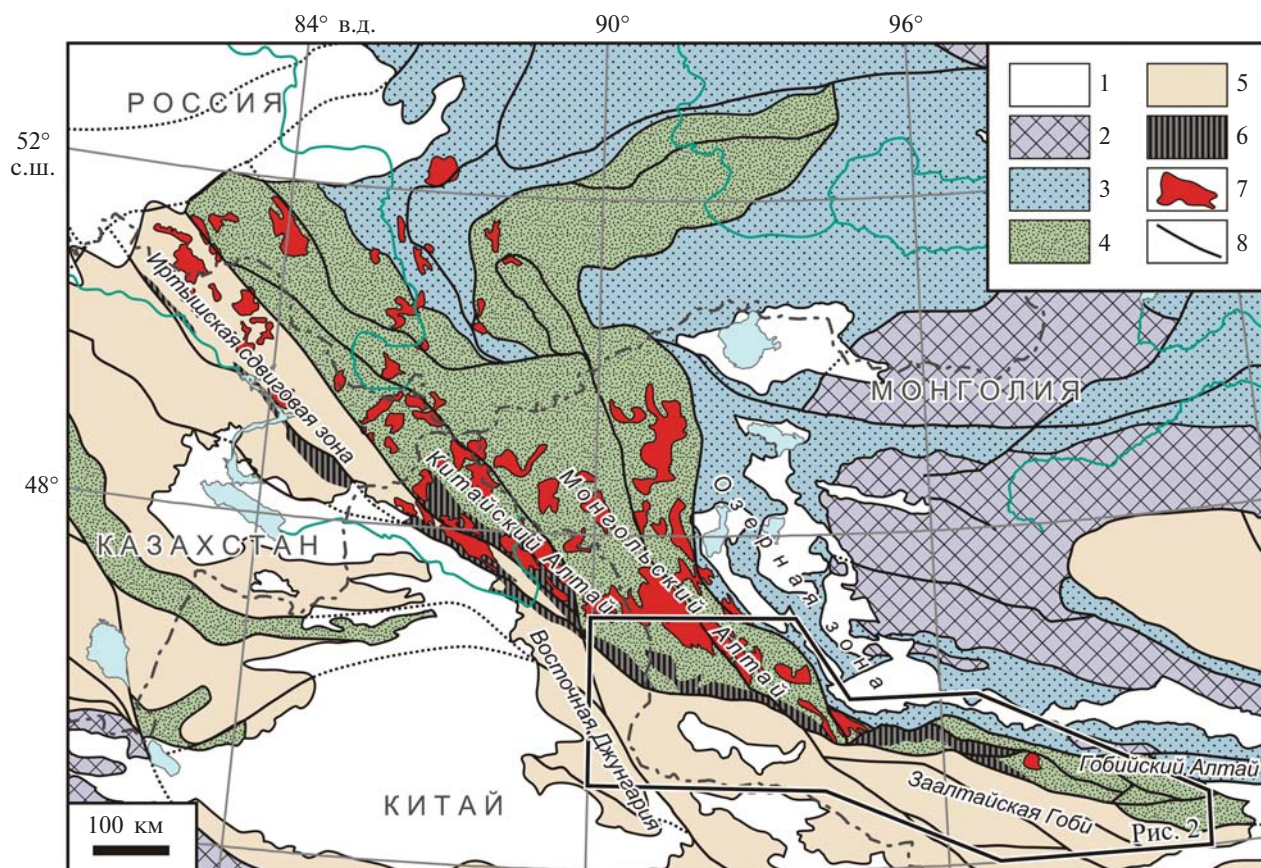 84° в.д.
90°
96°
РОССИЯ
52°
с.ш.
1
5
2
6
3
7
4
8
Иртышская сдвиговая зона
МОНГОЛИЯ
48°
Китайский Алтай
Монгольский Алтай
Озерная зона
КАЗАХСТАН
Восточная Джунгария
Гобийский Алтай
Заалтайская Гоби
КИТАЙ
Рис. 2
100 км